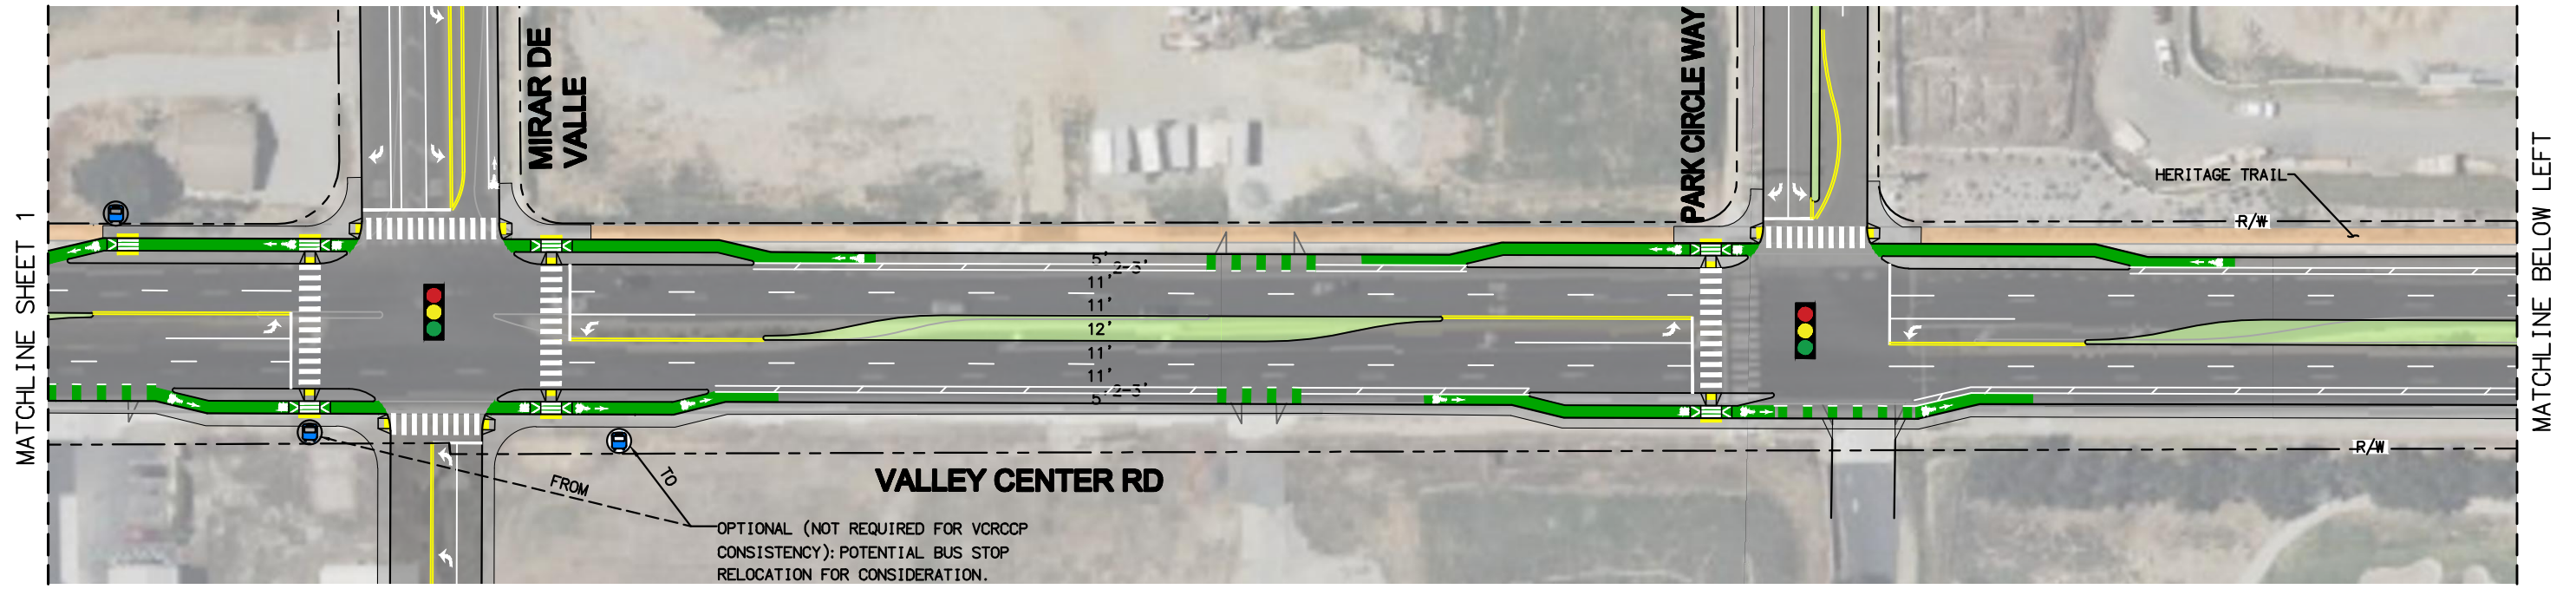 MATCHLINE SHEET 1
MIRAR DE
VALLE
PARK CIRCLE WAY
HERITAGE TRAIL
R/W
MATCHLINE BELOW LEFT
5'
2-3'
11'
11'
12'
11'
11'
2-3'
5'
R/W
VALLEY CENTER RD
FROM
TO
OPTIONAL (NOT REQUIRED FOR VCRCCP
CONSISTENCY): POTENTIAL BUS STOP
RELOCATION FOR CONSIDERATION.